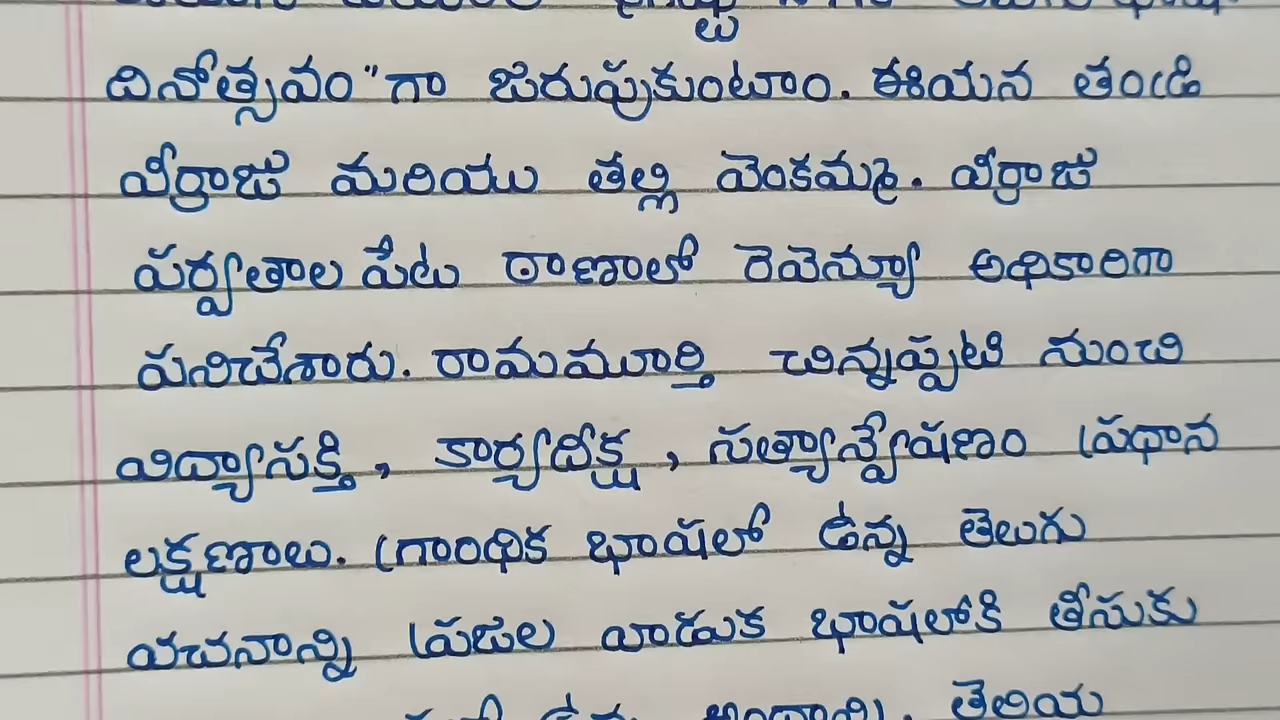 దినోత్సవం"గా జరుపుకుంటాం. ఈయన తండ్రి
వీర్రాజు మరియు తల్లి వెంకమ్మ. వీర్రాజు
పర్వతాల పేట ఠాణాలో రెవెన్యూ అధికారిగా
పనిచేశారు. రామమూర్తి చిన్నప్పటి నుంచి
విద్యాసక్తి, కార్యదీక్ష, సత్యాన్వేషణం ప్రధాన
లక్షణాలు. గ్రాంథిక భాషలో ఉన్న తెలుగు
వచనాన్ని ప్రజల వాడుక భాషలోకి తీసుకు
తెలియ